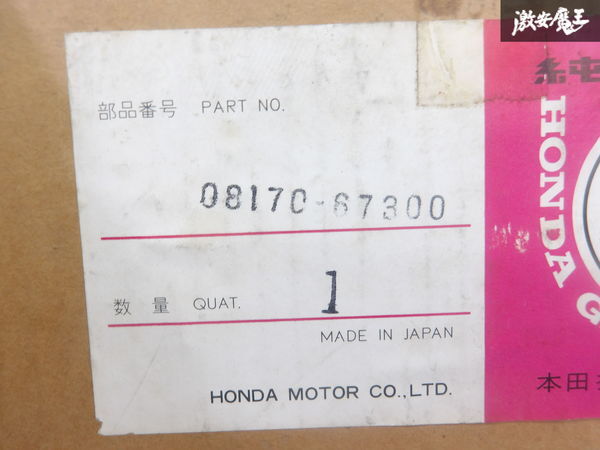 激安魔王
部品番号 PART NO.
08170-67300
数量 QUAT. 1
MADE IN JAPAN
HONDA MOTOR CO.,LTD.
純
HONDA G
本田